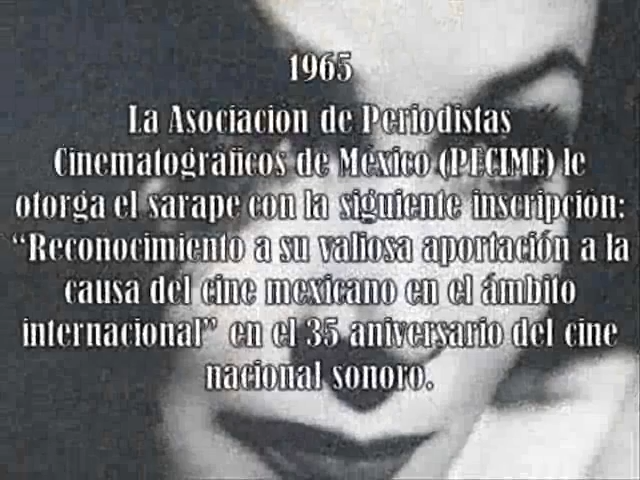 1965
La Asociación de Periodistas
Cinematográficos de México (PECIME) le
otorga el sarape con la siguiente inscripción:
“Reconocimiento a su valiosa aportación a la
causa del cine mexicano en el ámbito
internacional” en el 35 aniversario del cine
nacional sonoro.